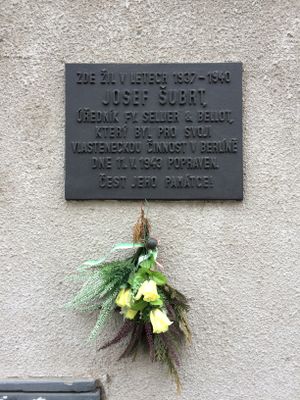 ZDE ŽIL V LETECH 1937-1940
JOSEF ŠUBRT,
ÚŘEDNÍK FY. SELLIER & BELLOT,
KTERÝ BYL PRO SVOJI
VLASTENECKOU ČINNOST V BERLÍNĚ
DNE 11. V. 1943 POPRAVEN.
ČEST JEHO PAMÁTCE!